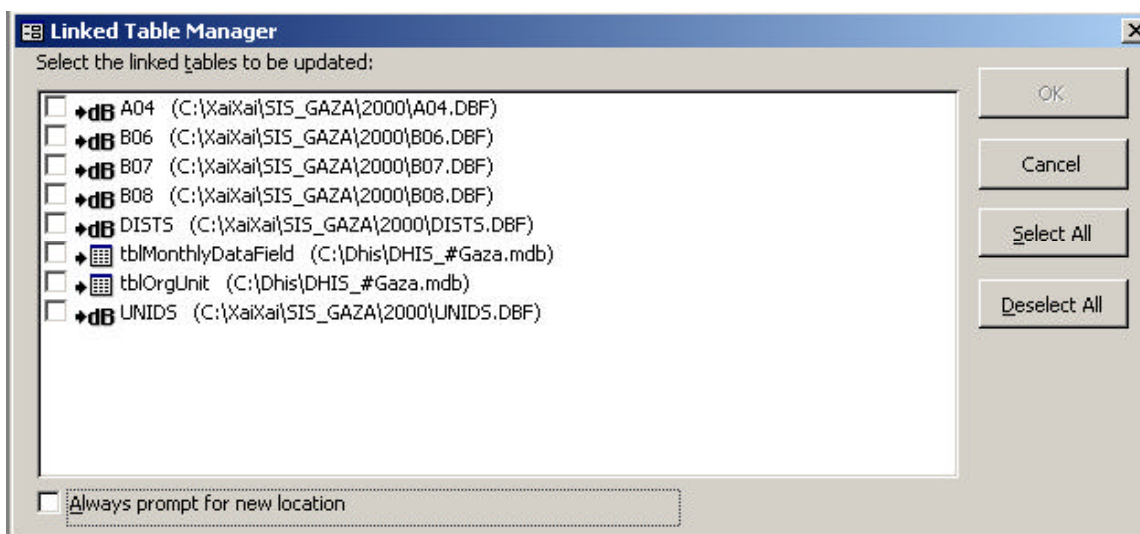 Linked Table Manager
Select the linked tables to be updated:
dB A04 (C:\XaiXai\SIS_GAZA\2000\A04.DBF)
dB B06 (C:\XaiXai\SIS_GAZA\2000\B06.DBF)
dB B07 (C:\XaiXai\SIS_GAZA\2000\B07.DBF)
dB B08 (C:\XaiXai\SIS_GAZA\2000\B08.DBF)
dB DISTS (C:\XaiXai\SIS_GAZA\2000\DISTS.DBF)
tblMonthlyDataField (C:\Dhis\DHIS_#Gaza.mdb)
tblOrgUnit (C:\Dhis\DHIS_#Gaza.mdb)
dB UNIDS (C:\XaiXai\SIS_GAZA\2000\UNIDS.DBF)
OK
Cancel
Select All
Deselect All
Always prompt for new location